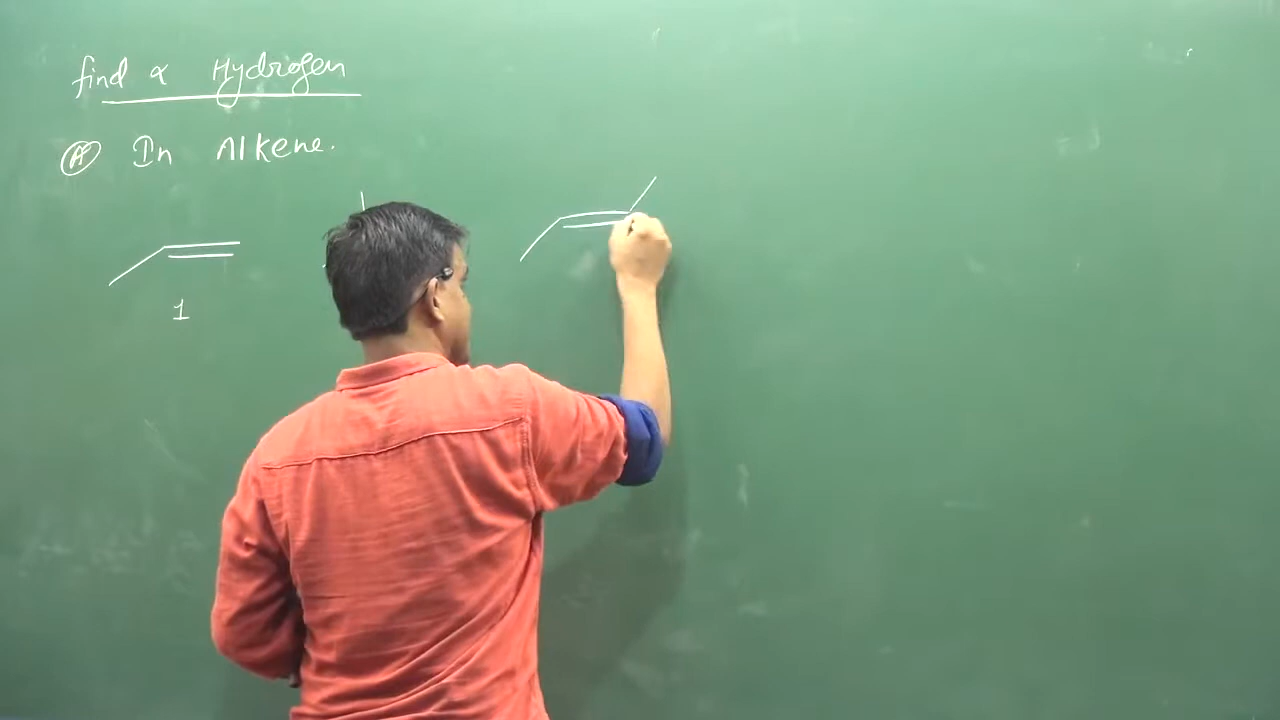 find α Hydrogen
(A) In Alkene.
1